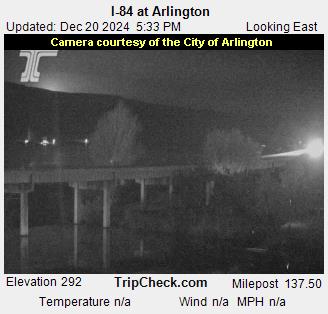 I-84 at Arlington
Updated: Dec 20 2024 5:33 PM Looking East
Camera courtesy of the City of Arlington
Elevation 292 TripCheck.com Milepost 137.50
Temperature n/a Wind n/a MPH n/a